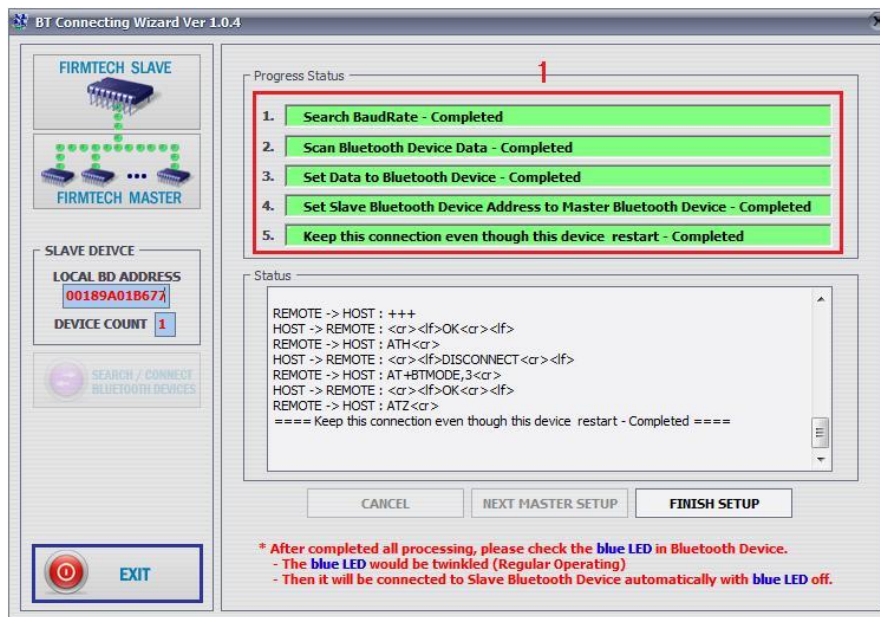 BT Connecting Wizard Ver 1.0.4
FIRMTECH SLAVE
FIRMTECH MASTER
SLAVE DEIVCE
LOCAL BD ADDRESS
00189A01B677
DEVICE COUNT 1
SEARCH / CONNECT
BLUETOOTH DEVICES
EXIT
Progress Status
1
1. Search BaudRate - Completed
2. Scan Bluetooth Device Data - Completed
3. Set Data to Bluetooth Device - Completed
4. Set Slave Bluetooth Device Address to Master Bluetooth Device - Completed
5. Keep this connection even though this device restart - Completed
Status
REMOTE -> HOST : +++
HOST -> REMOTE : <cr><lf>OK<cr><lf>
REMOTE -> HOST : ATH<cr>
HOST -> REMOTE : <cr><lf>DISCONNECT<cr><lf>
REMOTE -> HOST : AT+BTMODE,3<cr>
HOST -> REMOTE : <cr><lf>OK<cr><lf>
REMOTE -> HOST : ATZ<cr>
==== Keep this connection even though this device restart - Completed ====
CANCEL
NEXT MASTER SETUP
FINISH SETUP
* After completed all processing, please check the blue LED in Bluetooth Device.
- The blue LED would be twinkled (Regular Operating)
- Then it will be connected to Slave Bluetooth Device automatically with blue LED off.